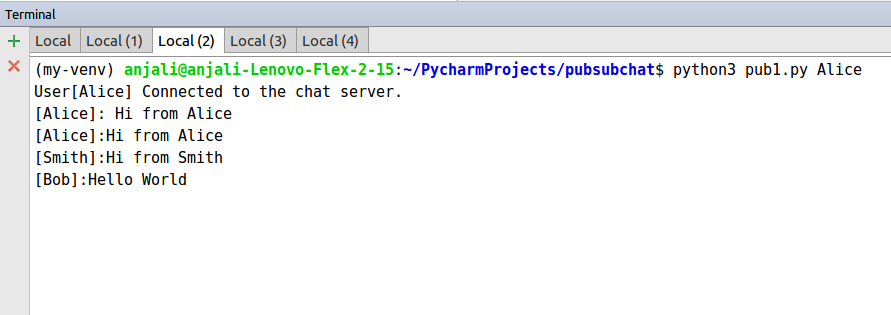 Terminal
Local Local (1) Local (2) Local (3) Local (4)
(my-venv) anjali@anjali-Lenovo-Flex-2-15:~/PycharmProjects/pubsubchat$ python3 pub1.py Alice
User[Alice] Connected to the chat server.
[Alice]: Hi from Alice
[Alice]:Hi from Alice
[Smith]:Hi from Smith
[Bob]:Hello World